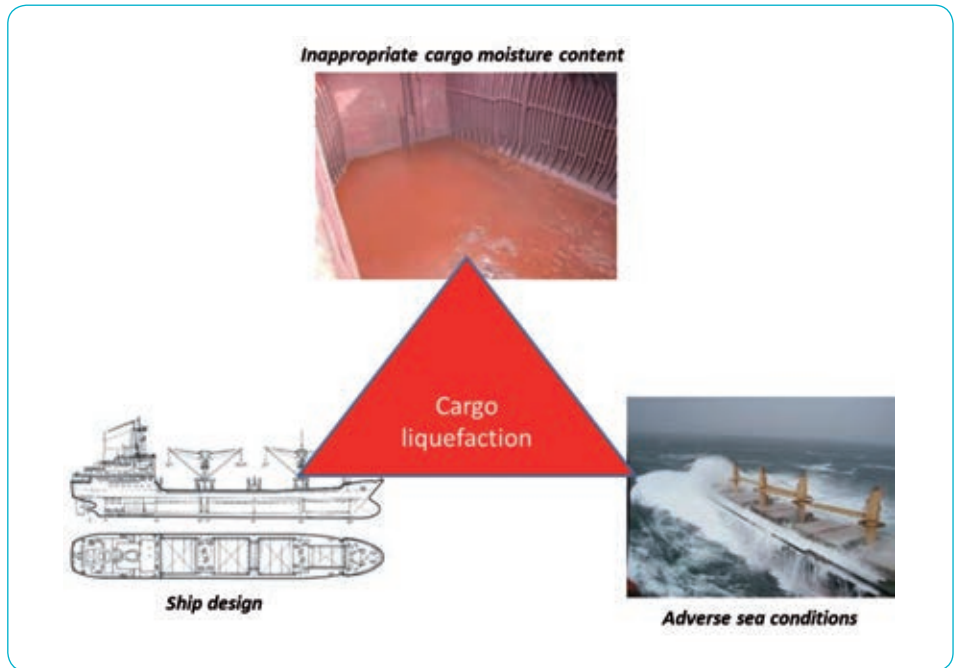 Inappropriate cargo moisture content
Cargo
liquefaction
Ship design
Adverse sea conditions